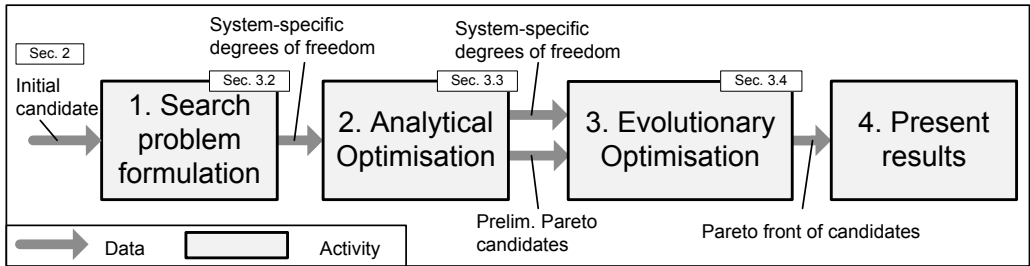 Sec. 2
Initial
candidate
1. Search
problem
formulation
Sec. 3.2
System-specific
degrees of freedom
2. Analytical
Optimisation
Sec. 3.3
System-specific
degrees of freedom
Prelim. Pareto
candidates
3. Evolutionary
Optimisation
Sec. 3.4
Pareto front of candidates
4. Present
results
Data
Activity